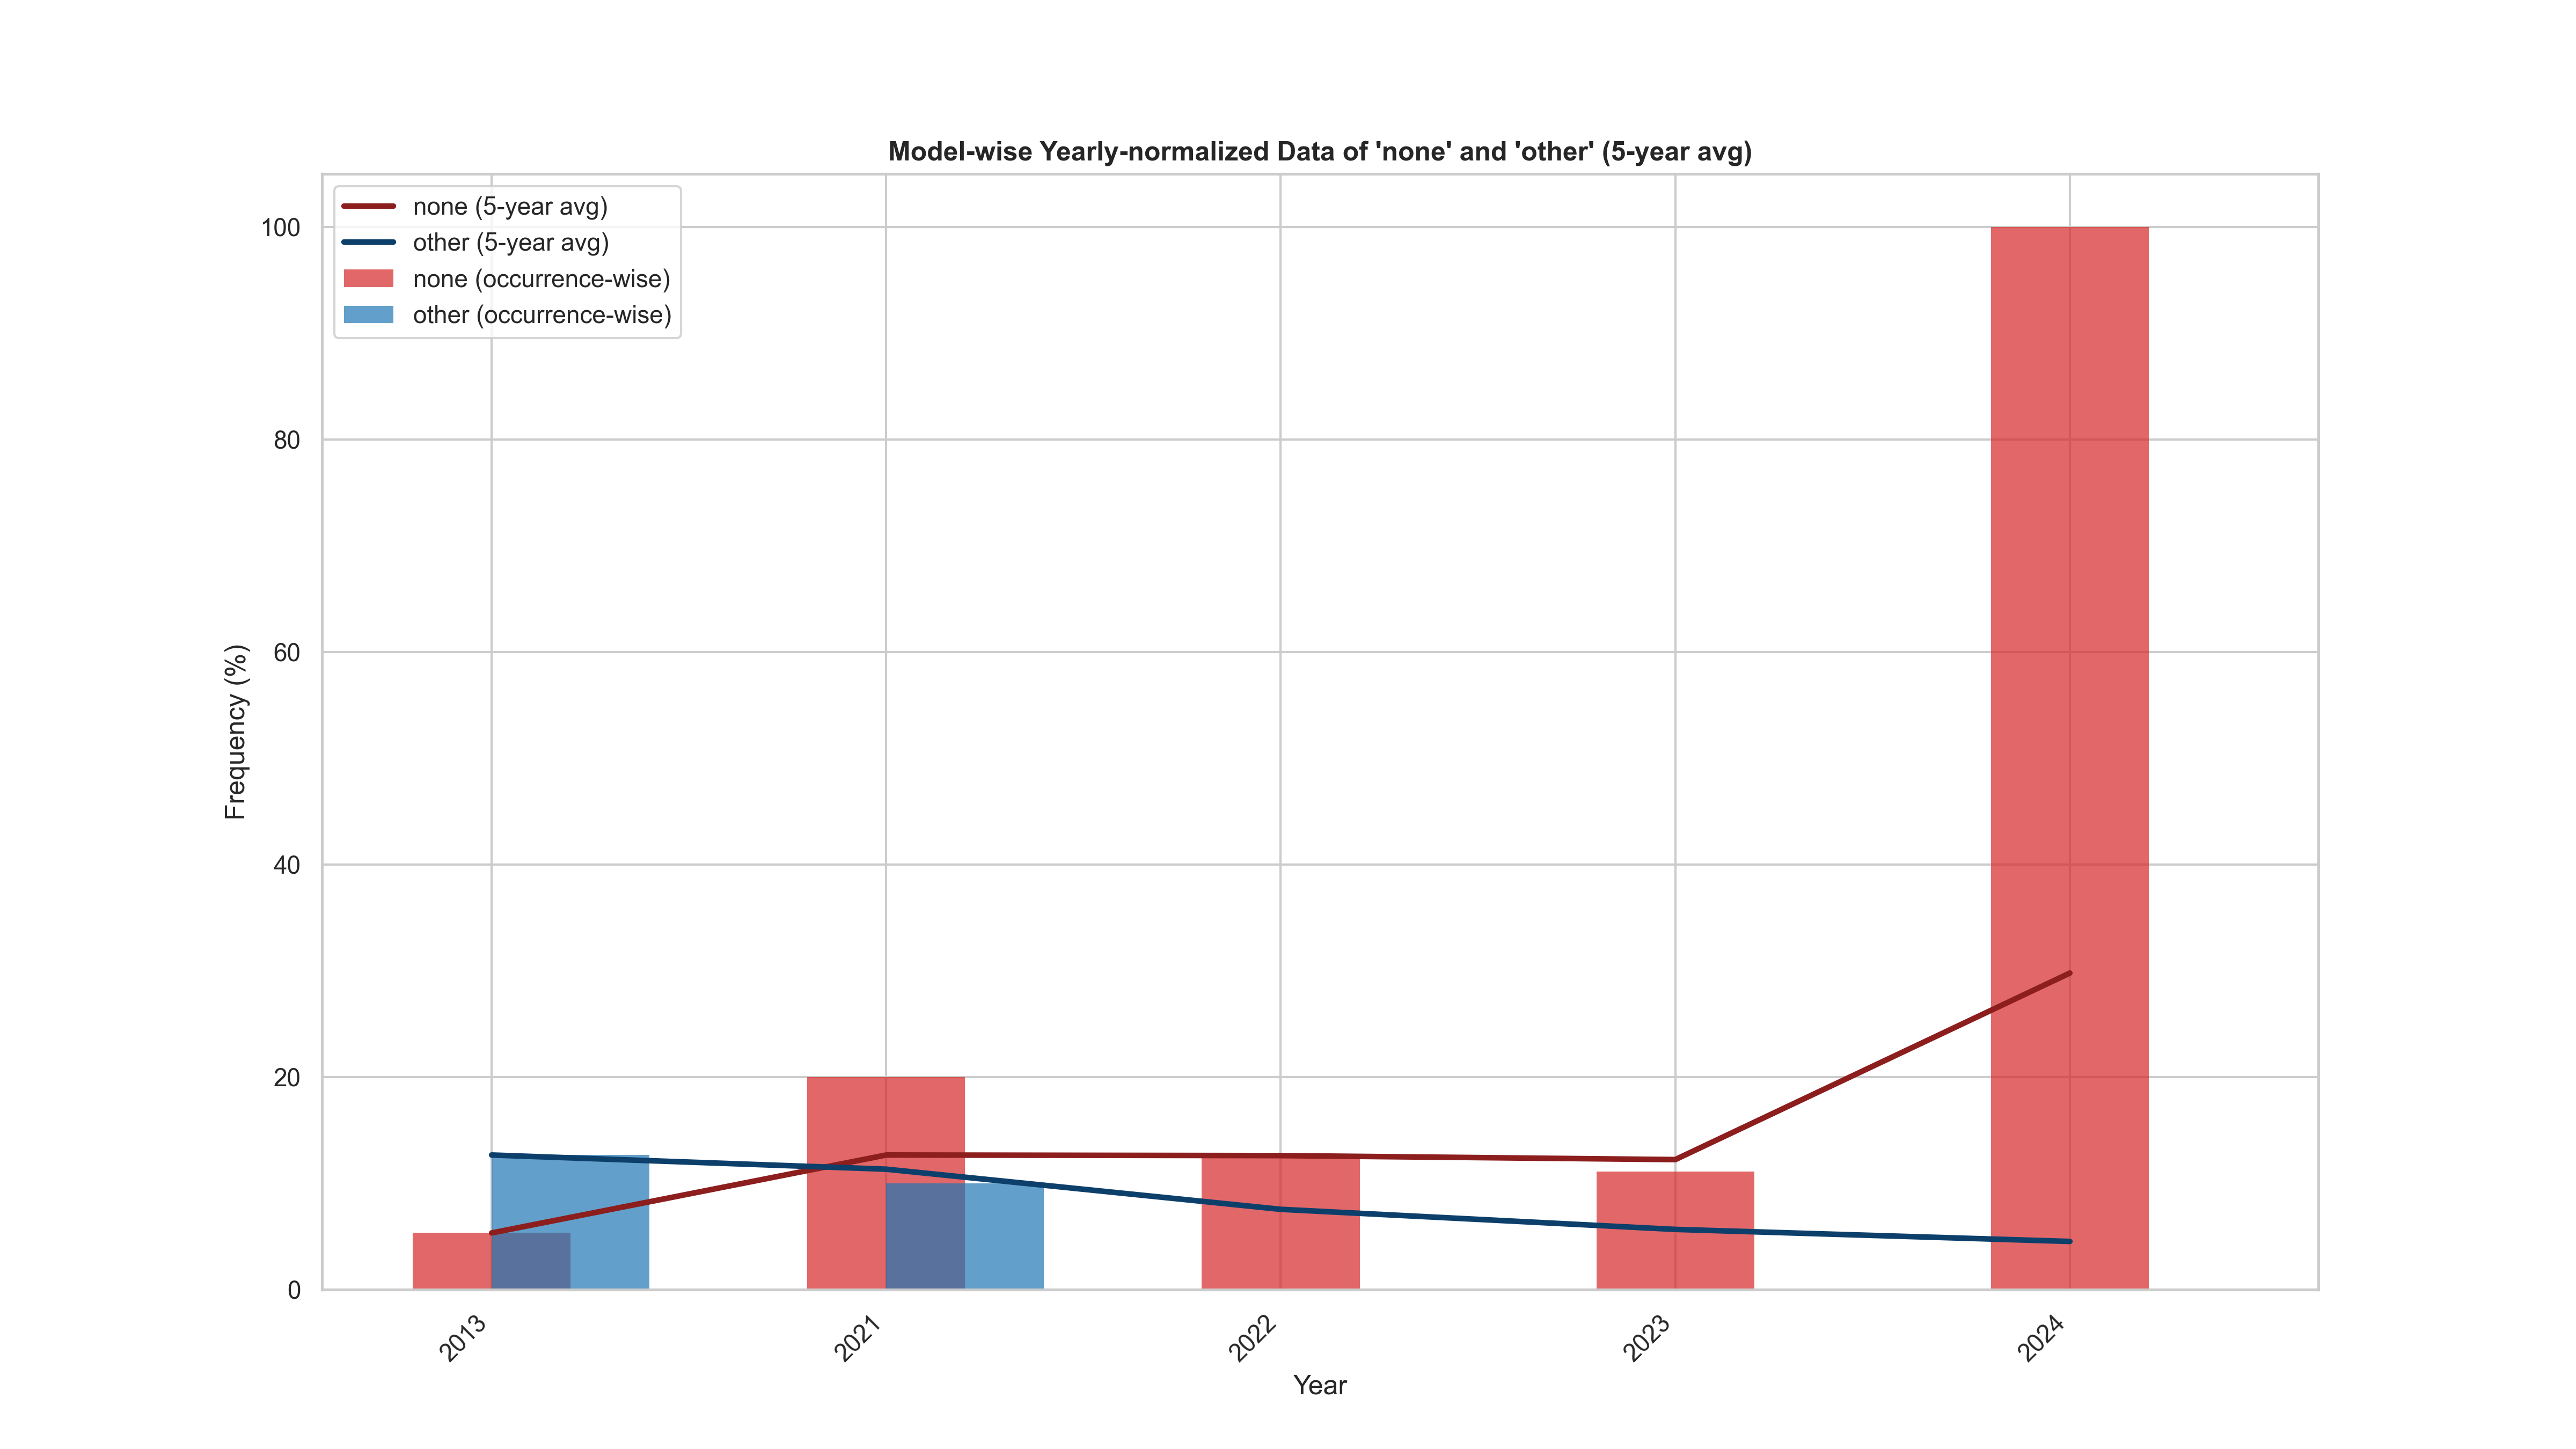 Model-wise Yearly-normalized Data of 'none' and 'other' (5-year avg)
none (5-year avg)
other (5-year avg)
none (occurrence-wise)
other (occurrence-wise)
100
80
60
40
20
0
Frequency (%)
2013
2021
2022
2023
2024
Year